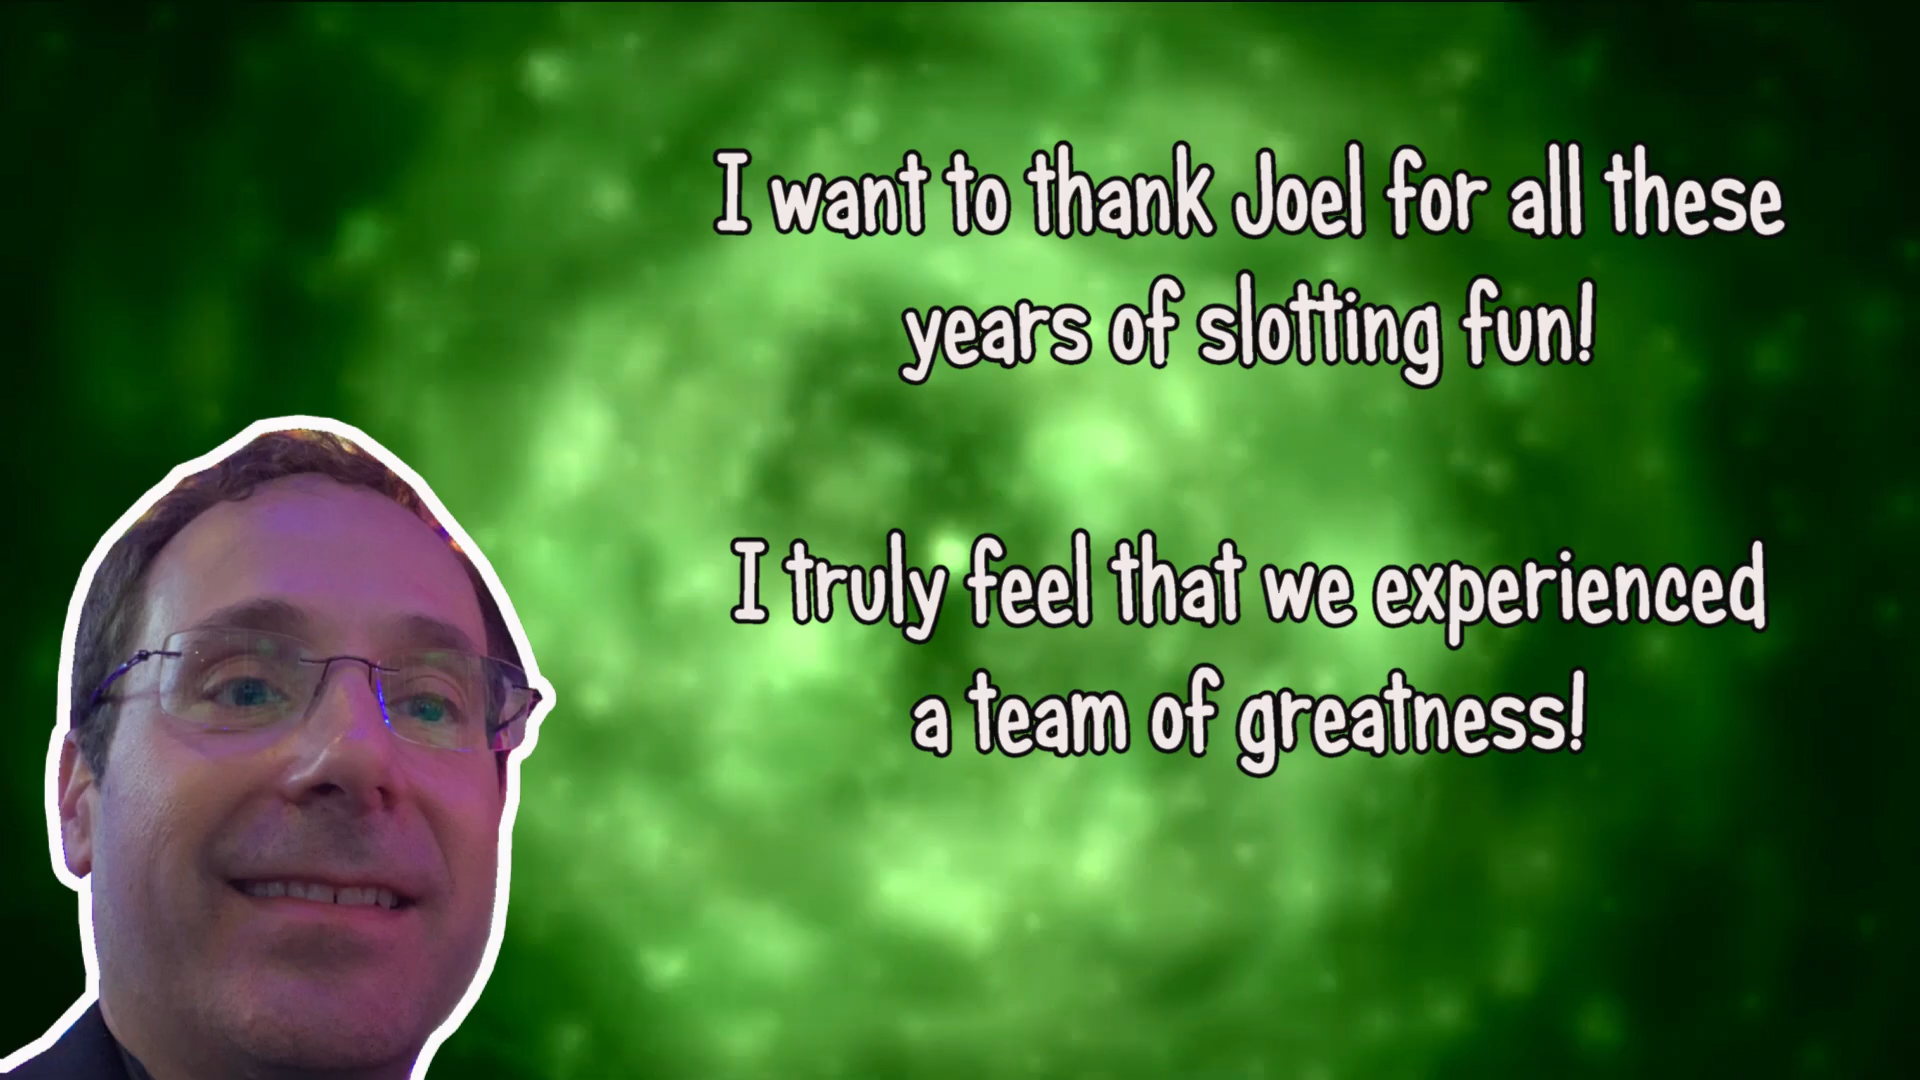 I want to thank Joel for all these
years of slotting fun!
I truly feel that we experienced
a team of greatness!